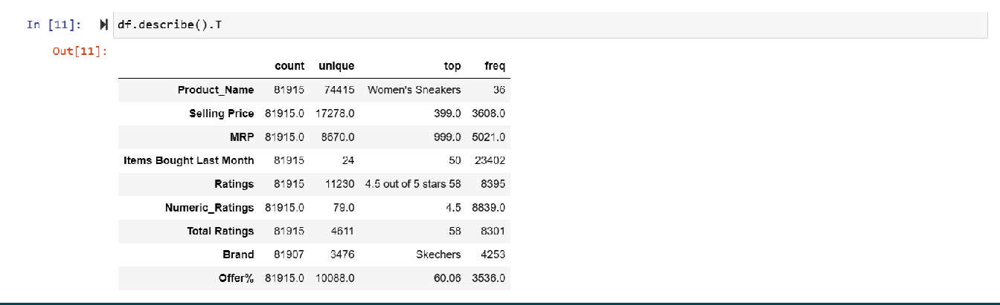 In [11]: df.describe().T
Out[11]:
count unique top freq
Product_Name 81915 74415 Women's Sneakers 36
Selling Price 81915.0 17278.0 399.0 3608.0
MRP 81915.0 8670.0 999.0 5021.0
Items Bought Last Month 81915 24 50 23402
Ratings 81915 11230 4.5 out of 5 stars 58 8395
Numeric_Ratings 81915.0 79.0 4.5 8839.0
Total Ratings 81915 4611 58 8301
Brand 81907 3476 Skechers 4253
Offer% 81915.0 10088.0 60.06 3536.0